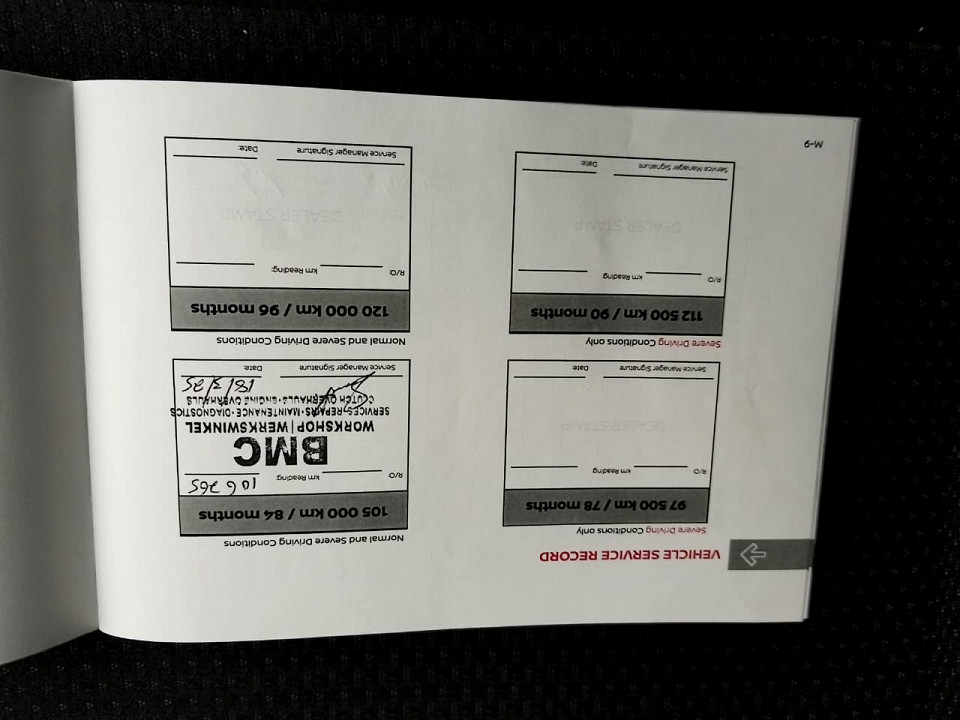 VEHICLE SERVICE RECORD
Severe Driving Conditions only
97 500 km / 78 months
R/O: km Reading:
DEALER STAMP
Service Manager Signature Date:
Normal and Severe Driving Conditions
105 000 km / 84 months
R/O: km Reading: 106 765
BMC
WORKSHOP | WERKSWINKEL
SERVICES•REPAIRS•MAINTENANCE•DIAGNOSTICS
CLUTCH OVERHAULS•ENGINE OVERHAULS
18/3/25
Service Manager Signature Date:
Severe Driving Conditions only
112 500 km / 90 months
R/O: km Reading:
DEALER STAMP
Service Manager Signature Date:
Normal and Severe Driving Conditions
120 000 km / 96 months
R/O: km Reading:
DEALER STAMP
Service Manager Signature Date:
M-9